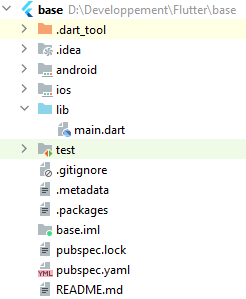 base D:\Developpement\Flutter\base
.dart_tool
.idea
android
ios
lib
main.dart
test
.gitignore
.metadata
.packages
base.iml
pubspec.lock
YML pubspec.yaml
README.md